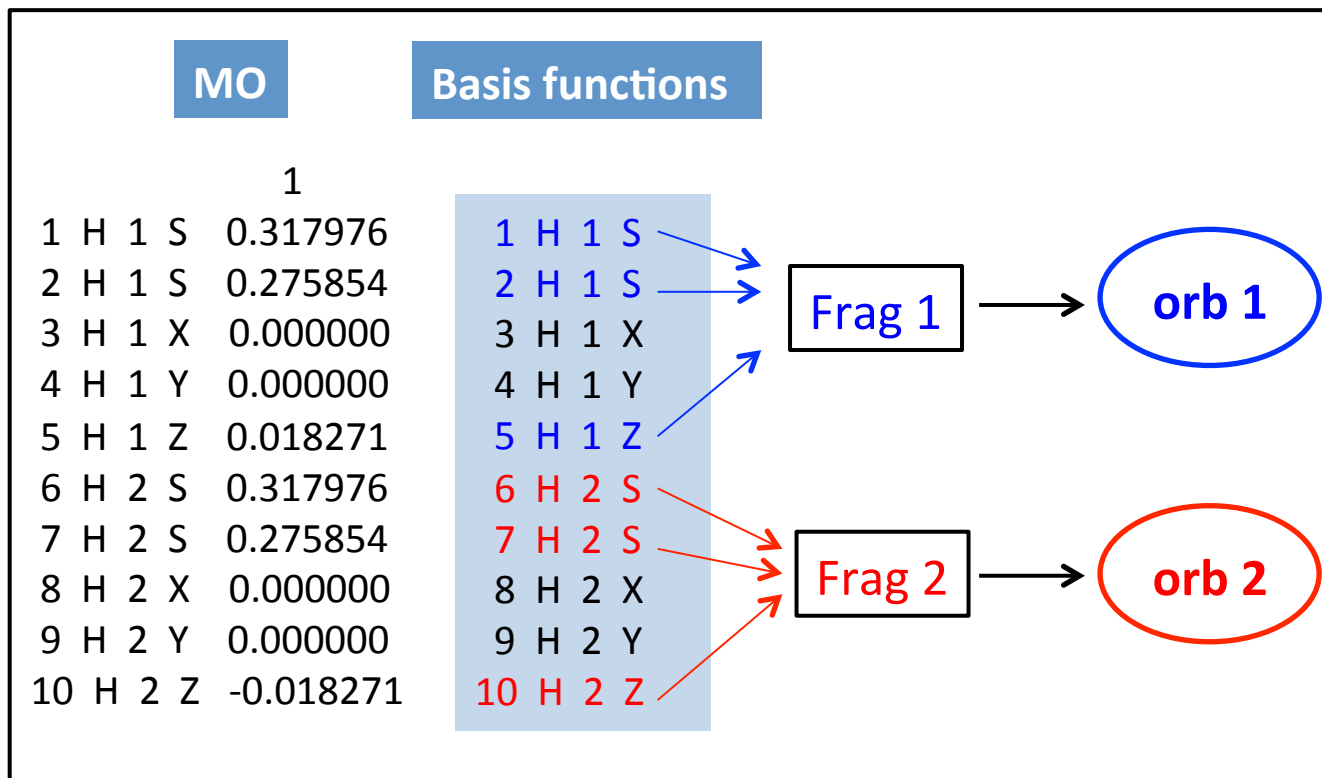 MO
1
1 H 1 S 0.317976
2 H 1 S 0.275854
3 H 1 X 0.000000
4 H 1 Y 0.000000
5 H 1 Z 0.018271
6 H 2 S 0.317976
7 H 2 S 0.275854
8 H 2 X 0.000000
9 H 2 Y 0.000000
10 H 2 Z -0.018271
Basis functions
1 H 1 S
2 H 1 S
3 H 1 X
4 H 1 Y
5 H 1 Z
6 H 2 S
7 H 2 S
8 H 2 X
9 H 2 Y
10 H 2 Z
Frag 1
orb 1
Frag 2
orb 2